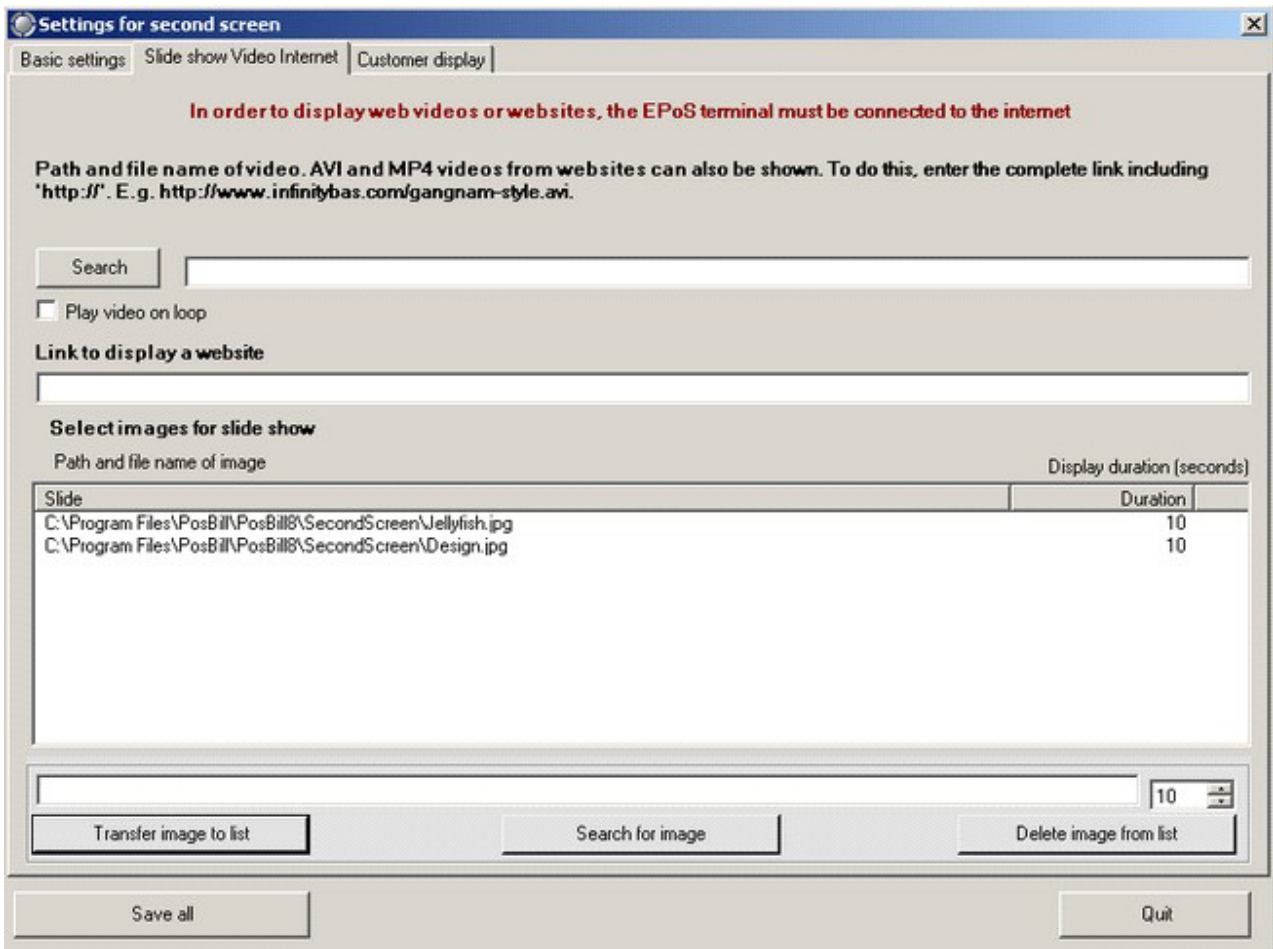 Settings for second screen
Basic settings Slide show Video Internet Customer display
In order to display web videos or websites, the EPoS terminal must be connected to the internet
Path and file name of video. AVI and MP4 videos from websites can also be shown. To do this, enter the complete link including
'http://'. E.g. http://www.infinitybas.com/gangnam-style.avi.
Search
Play video on loop
Link to display a website
Select images for slide show
Path and file name of image Display duration (seconds)
Slide Duration
C:\Program Files\PosBill\PosBill8\SecondScreen\Jellyfish.jpg 10
C:\Program Files\PosBill\PosBill8\SecondScreen\Design.jpg 10
10
Transfer image to list Search for image Delete image from list
Save all Quit